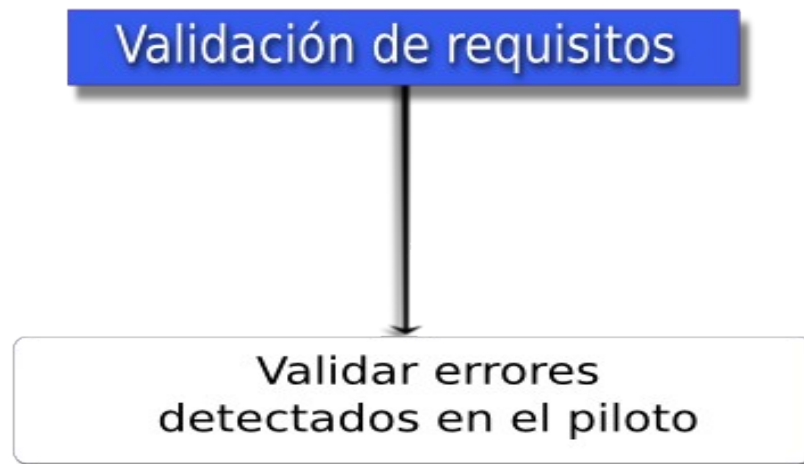 Validación de requisitos
Validar errores
detectados en el piloto